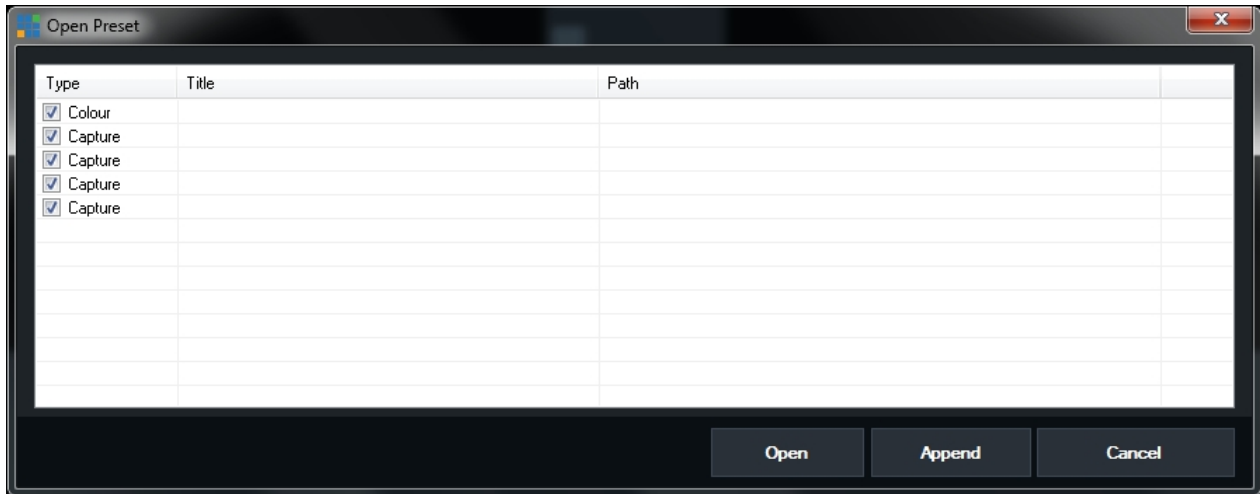 Open Preset
Type Title Path
Colour
Capture
Capture
Capture
Capture
Open Append Cancel